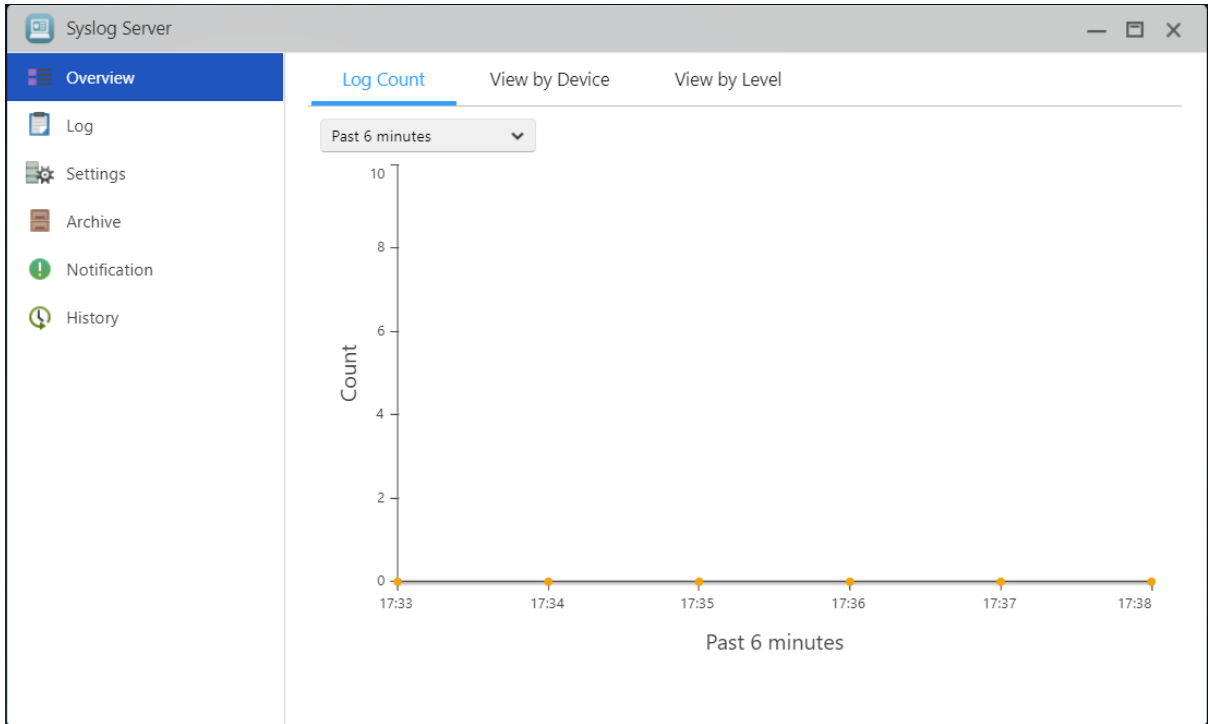 Syslog Server
Overview
Log
Settings
Archive
Notification
History
Log Count View by Device View by Level
Past 6 minutes
10
8
6
4
2
0
Count
17:33 17:34 17:35 17:36 17:37 17:38
Past 6 minutes